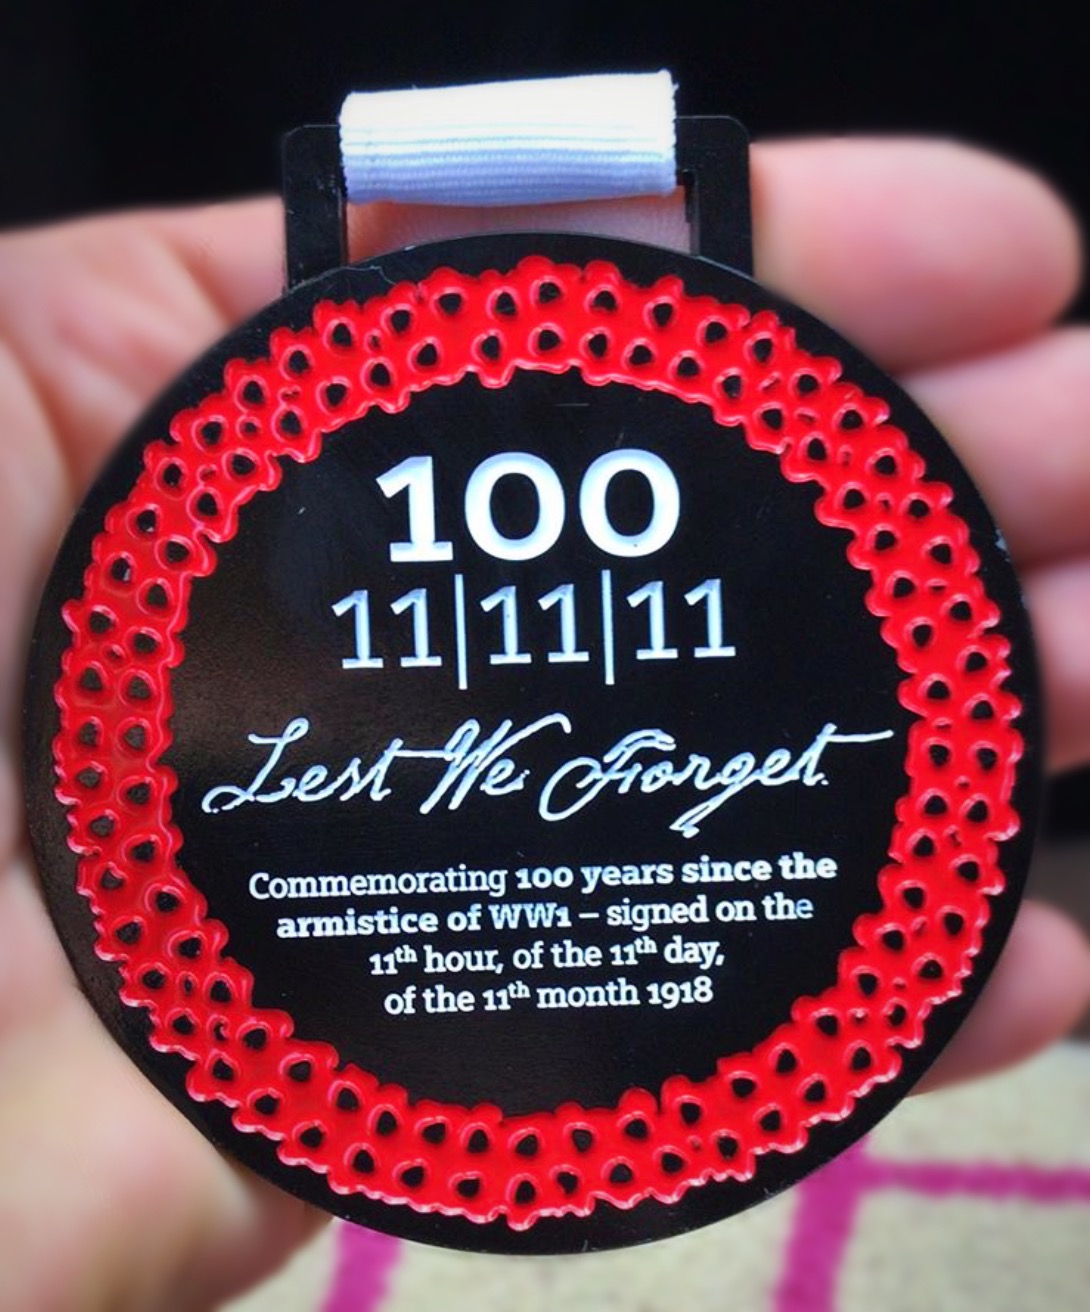 100
11|11|11
Lest We Forget
Commemorating 100 years since the
armistice of WW1 – signed on the
11th hour, of the 11th day,
of the 11th month 1918